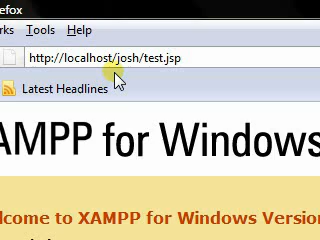 efox
rks Tools Help
http://localhost/josh/test.jsp
Latest Headlines
AMPP for Windows
lcome to XAMPP for Windows Version